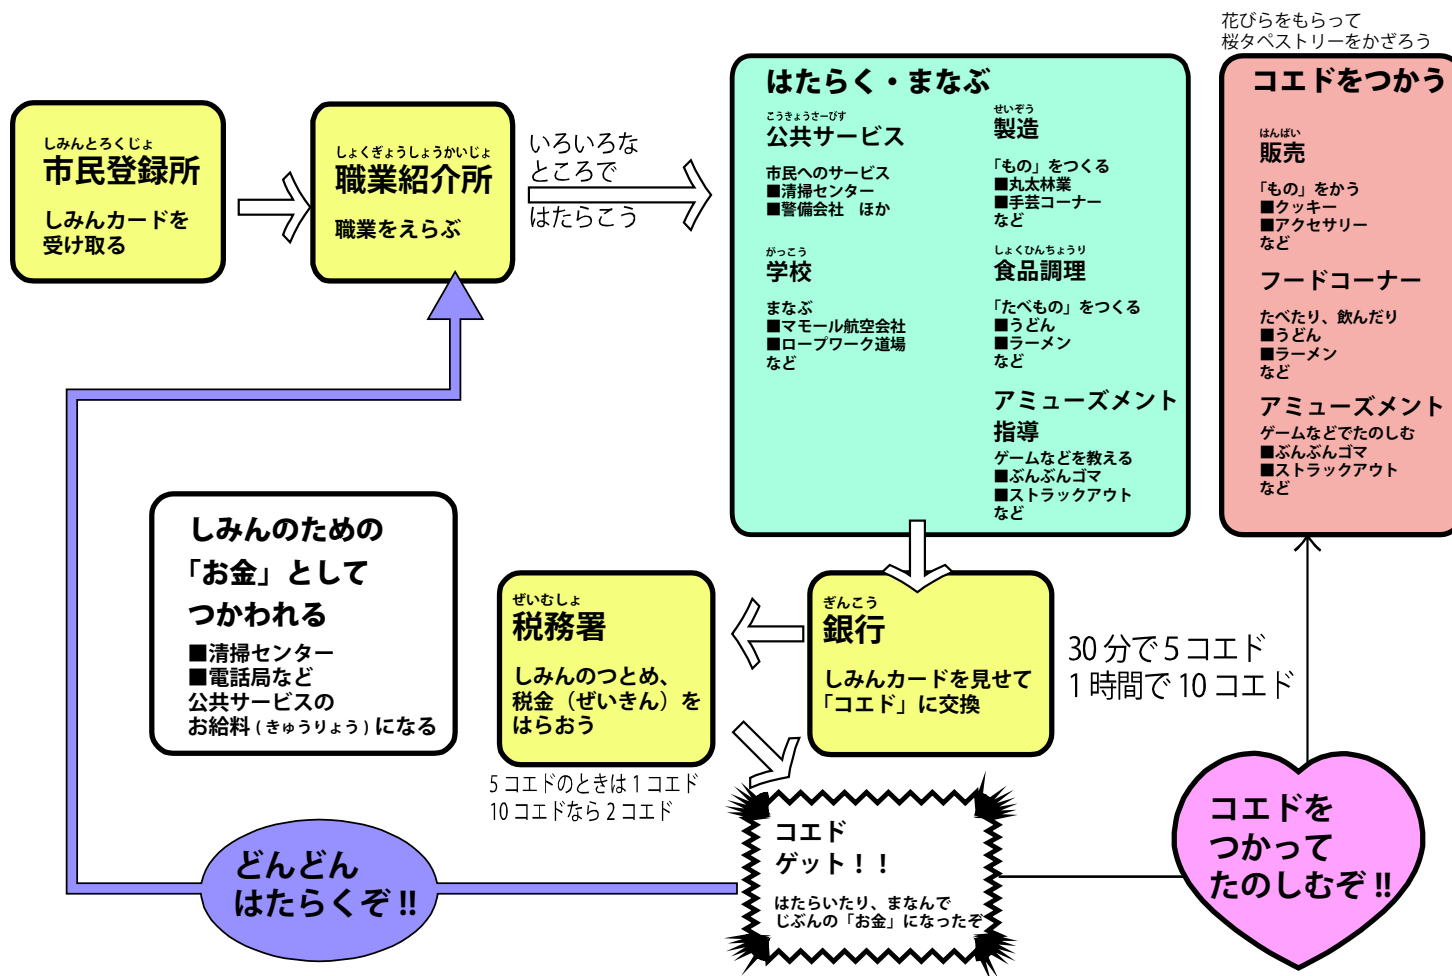 花びらをもらって
桜タペストリーをかざろう
しみんとろくじょ
市民登録所
しみんカードを
受け取る
しょくぎょうしょうかいじょ
職業紹介所
職業をえらぶ
いろいろな
ところで
はたらこう
はたらく・まなぶ
こうきょうさーびす
公共サービス
市民へのサービス
■清掃センター
■警備会社　ほか
がっこう
学校
まなぶ
■マモール航空会社
■ロープワーク道場
など
せいぞう
製造
「もの」をつくる
■丸太林業
■手芸コーナー
など
しょくひんちょうり
食品調理
「たべもの」をつくる
■うどん
■ラーメン
など
アミューズメント
指導
ゲームなどを教える
■ぶんぶんゴマ
■ストラックアウト
など
コエドをつかう
はんばい
販売
「もの」をかう
■クッキー
■アクセサリー
など
フードコーナー
たべたり、飲んだり
■うどん
■ラーメン
など
アミューズメント
ゲームなどでたのしむ
■ぶんぶんゴマ
■ストラックアウト
など
しみんのための
「お金」として
つかわれる
■清掃センター
■電話局など
公共サービスの
お給料(きゅうりょう)になる
ぜいむしょ
税務署
しみんのつとめ、
税金（ぜいきん）を
はらおう
5コエドのときは1コエド
10コエドなら2コエド
ぎんこう
銀行
しみんカードを見せて
「コエド」に交換
30分で5コエド
1時間で10コエド
コエド
ゲット！！
はたらいたり、まなんで
じぶんの「お金」になったぞ
どんどん
はたらくぞ!!
コエドを
つかって
たのしむぞ!!